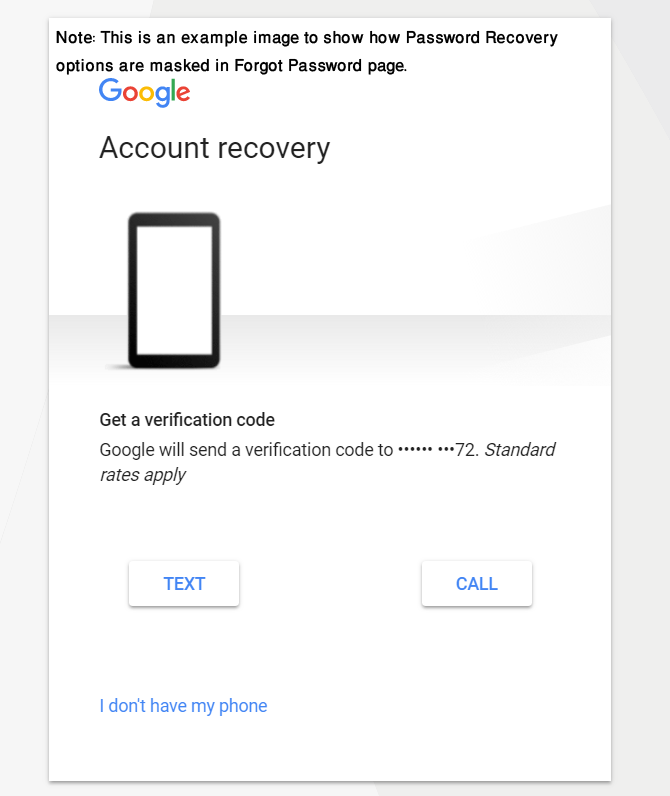 Note: This is an example image to show how Password Recovery
options are masked in Forgot Password page.
Google
Account recovery
Get a verification code
Google will send a verification code to •••••• •••72. Standard
rates apply
TEXT
CALL
I don't have my phone